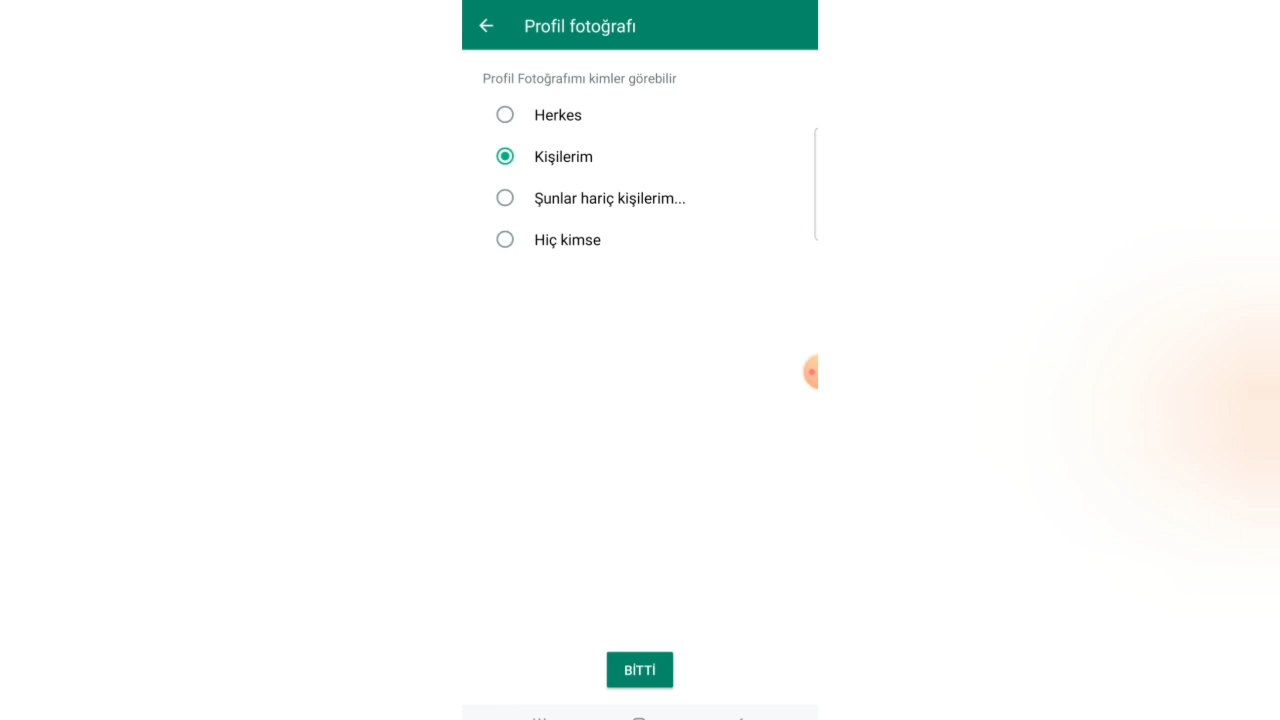 Profil fotoğrafı
Profil Fotoğrafımı kimler görebilir
Herkes
Kişilerim
Şunlar hariç kişilerim...
Hiç kimse
BİTTİ